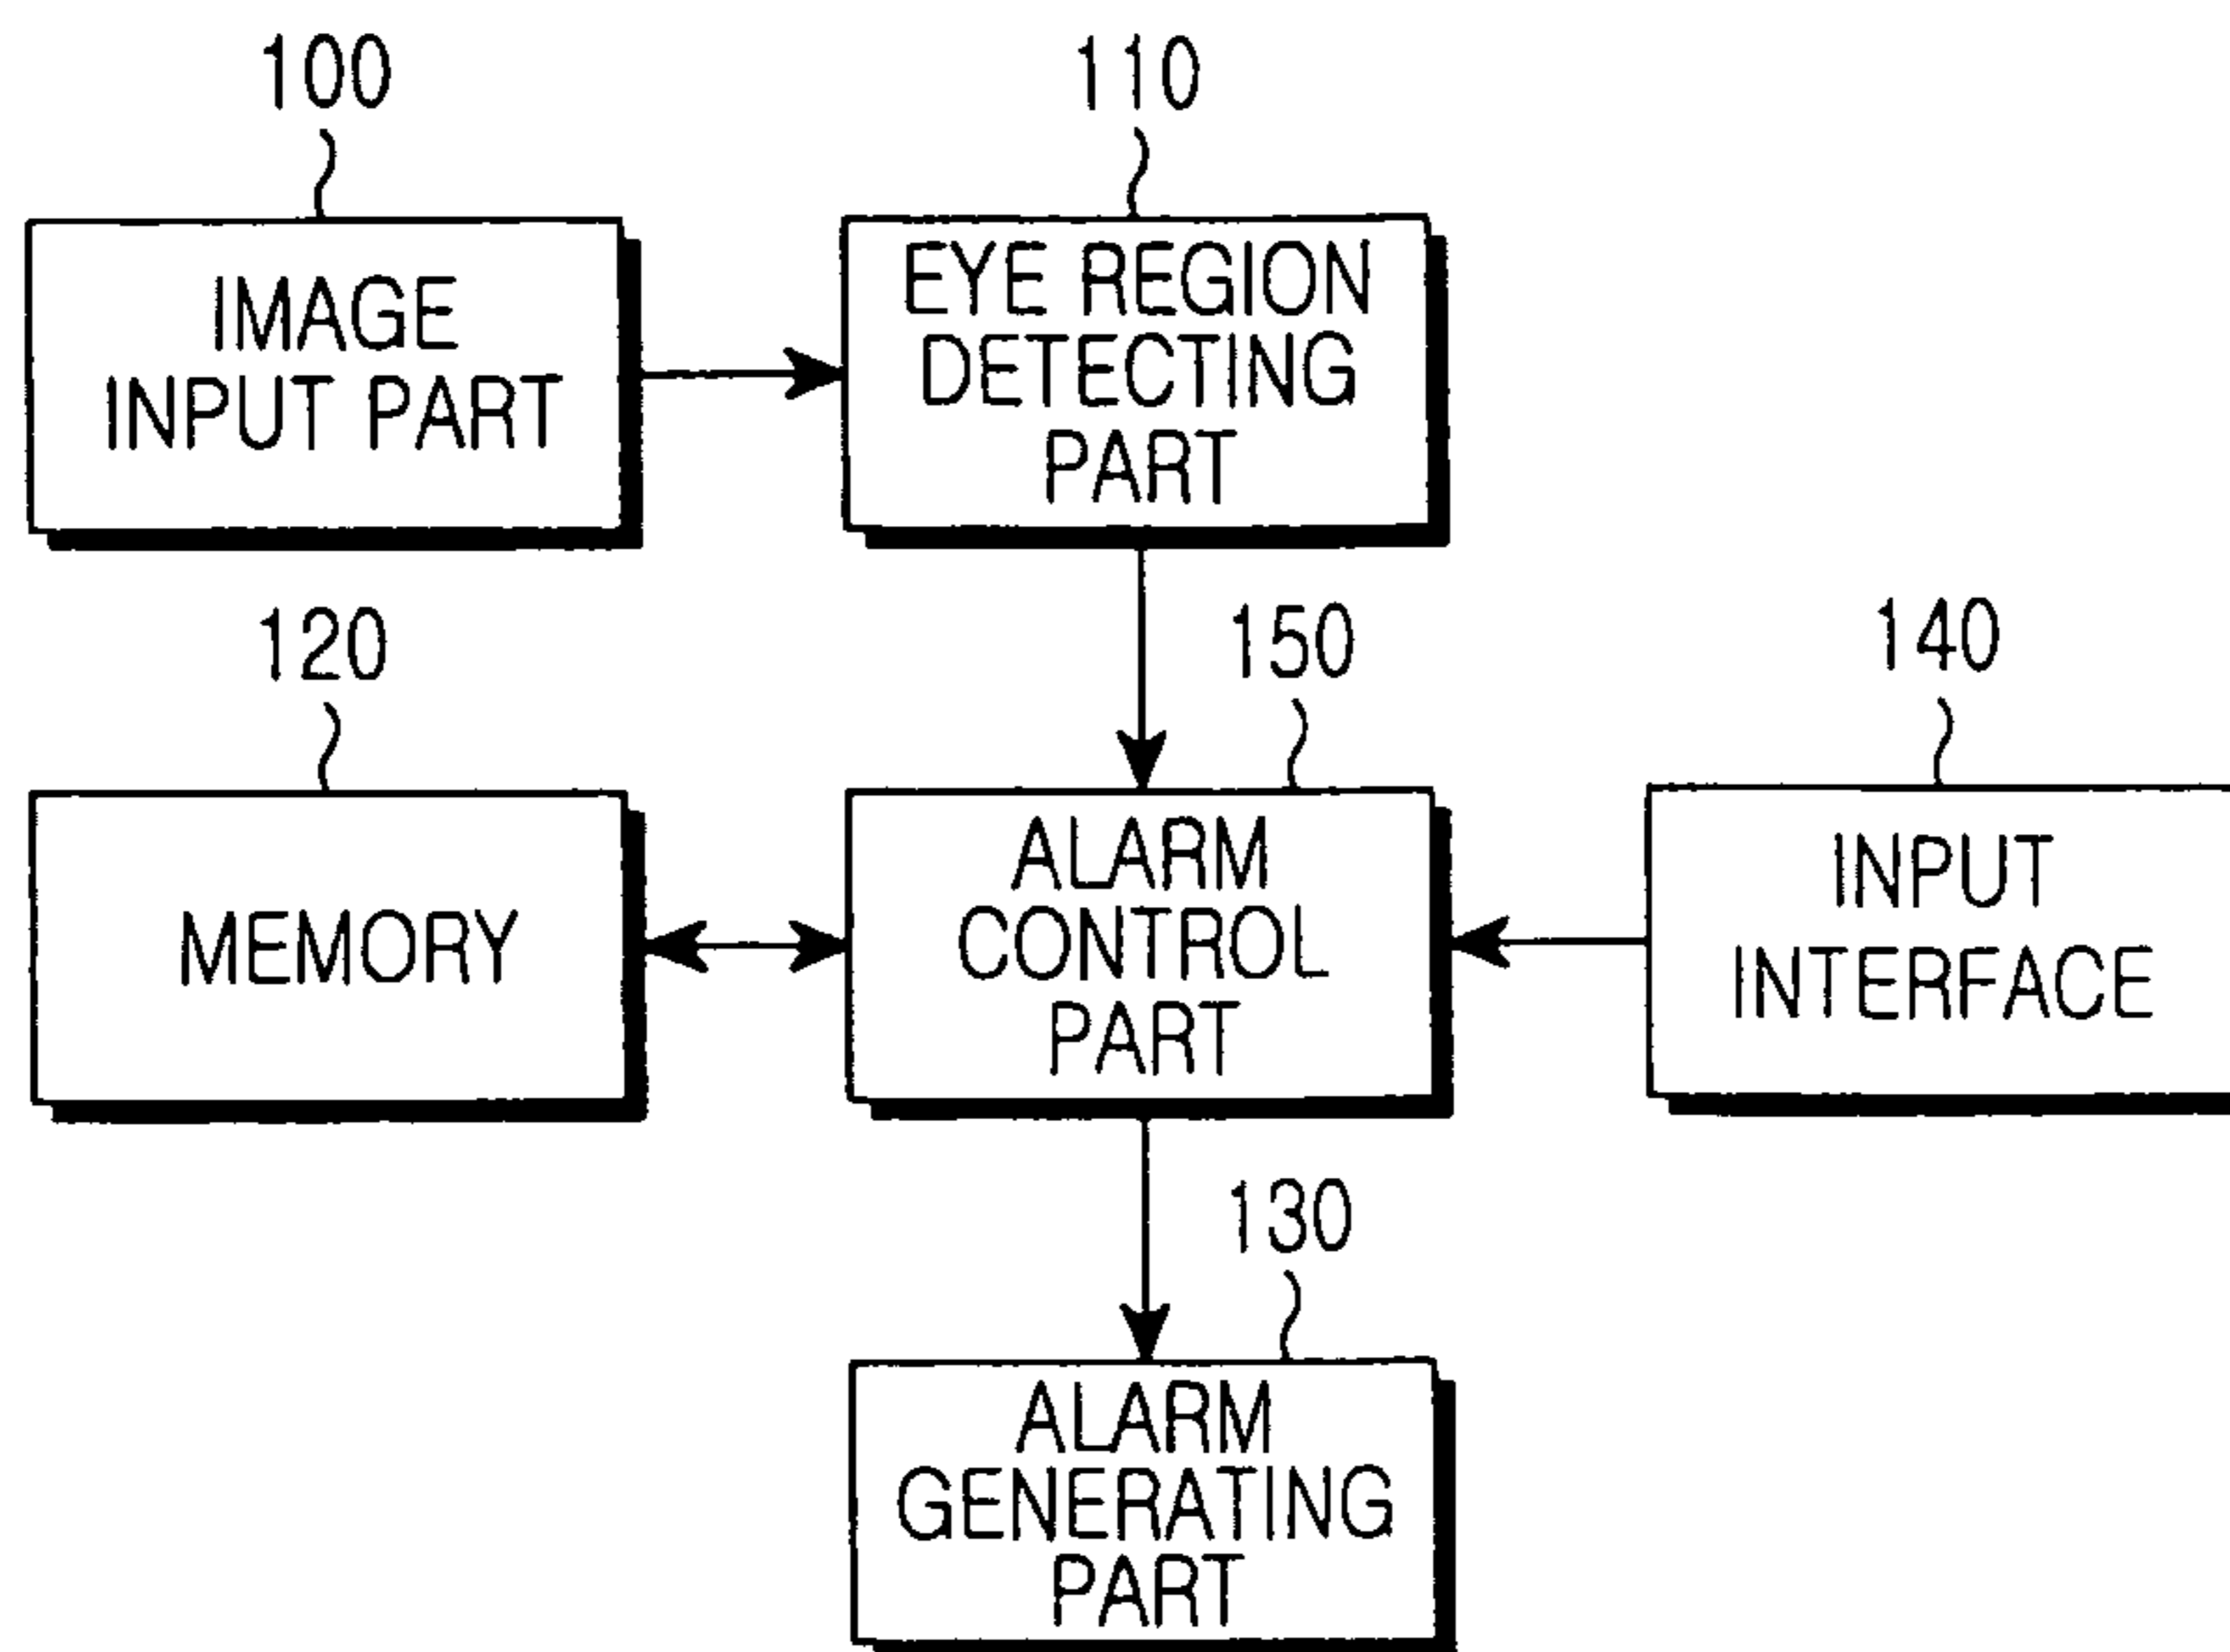 100
110
IMAGE
INPUT PART
EYE REGION
DETECTING
PART
120
150
140
MEMORY
ALARM
CONTROL
PART
INPUT
INTERFACE
130
ALARM
GENERATING
PART